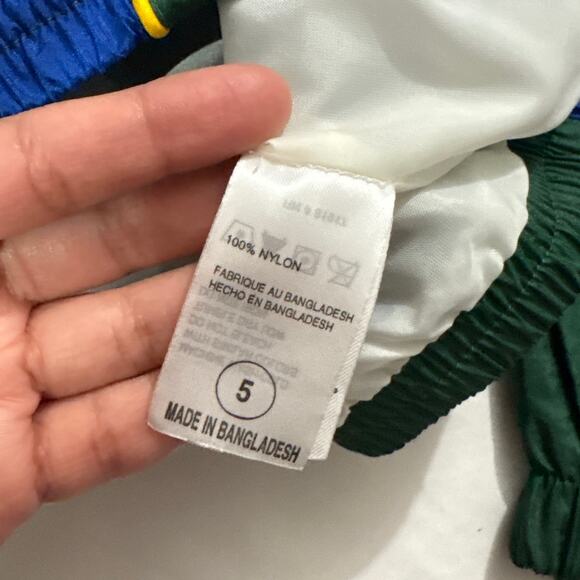 100% NYLON
FABRIQUE AU BANGLADESH
HECHO EN BANGLADESH
5
MADE IN BANGLADESH